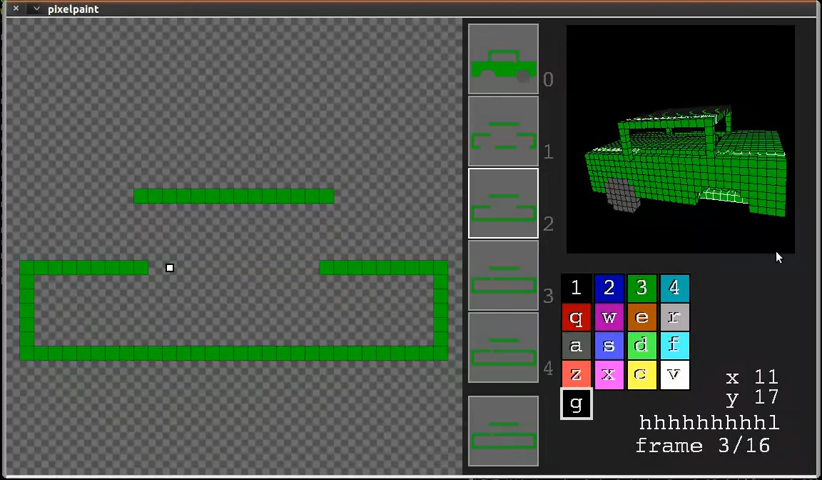 pixelpaint
0
1
2
3
4
1 2 3 4
q w e r
a s d f
z x c v
g
x 11
y 17
hhhhhhhhhl
frame 3/16